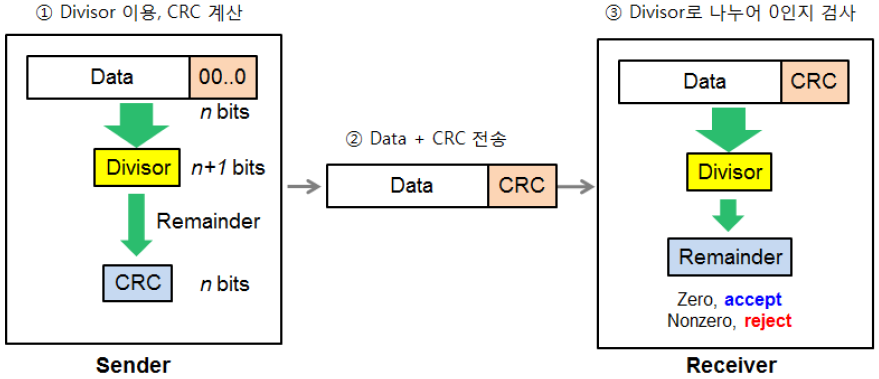 ① Divisor 이용, CRC 계산
Data 00..0
n bits
Divisor n+1 bits
Remainder
CRC n bits
Sender
② Data + CRC 전송
Data CRC
③ Divisor로 나누어 0인지 검사
Data CRC
Divisor
Remainder
Zero, accept
Nonzero, reject
Receiver